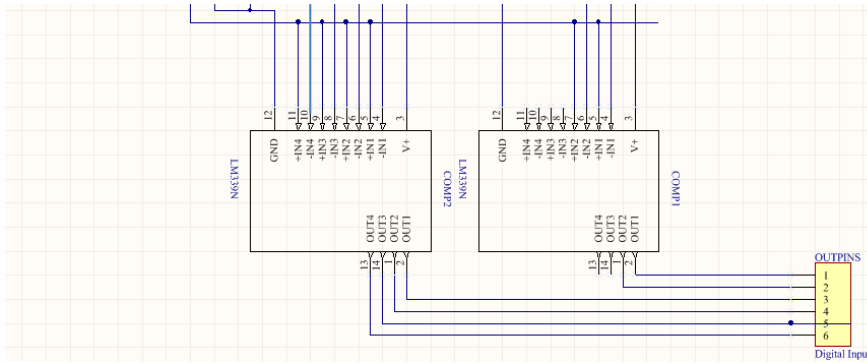 12 11 10 9 8 7 6 5 4 3
GND +IN4 -IN4 +IN3 -IN3 +IN2 -IN2 +IN1 -IN1 V+
LM339N
COMP2
OUT4 OUT3 OUT2 OUT1
13 14 1 2
12 11 10 9 8 7 6 5 4 3
GND +IN4 -IN4 +IN3 -IN3 +IN2 -IN2 +IN1 -IN1 V+
LM339N
COMP1
OUT4 OUT3 OUT2 OUT1
13 14 1 2
OUTPINS
1
2
3
4
5
6
Digital Inpu